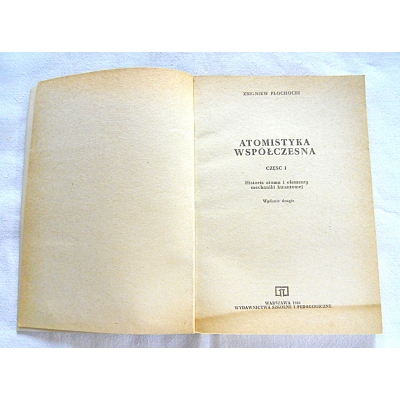 ZBIGNIEW PŁOCHOCKI
ATOMISTYKA
WSPÓŁCZESNA
CZĘŚĆ I
Historia atomu i elementy
mechaniki kwantowej
Wydanie drugie
WARSZAWA
WYDAWNICTWA SZKOLNE I PEDAGOGICZNE